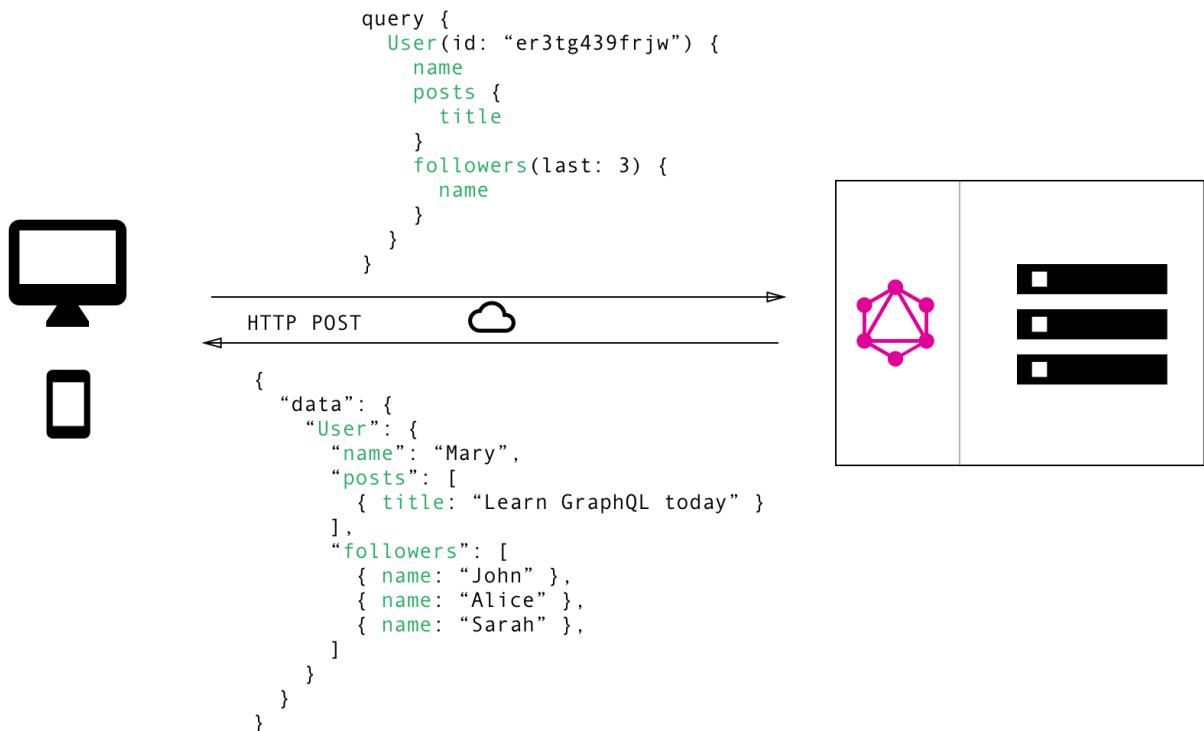 query {
  User(id: “er3tg439frjw”) {
    name
    posts {
      title
    }
    followers(last: 3) {
      name
    }
  }
}
HTTP POST
{
  “data”: {
    “User”: {
      “name”: “Mary”,
      “posts”: [
        { title: “Learn GraphQL today” }
      ],
      “followers”: [
        { name: “John” },
        { name: “Alice” },
        { name: “Sarah” },
      ]
    }
  }
}